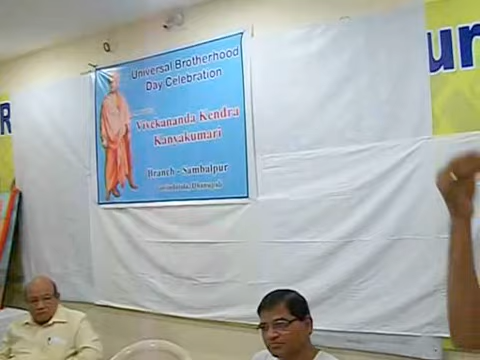 Universal Brotherhood
Day Celebration
Vivekananda Kendra
Kanyakumari
Branch - Sambalpur
ur
R